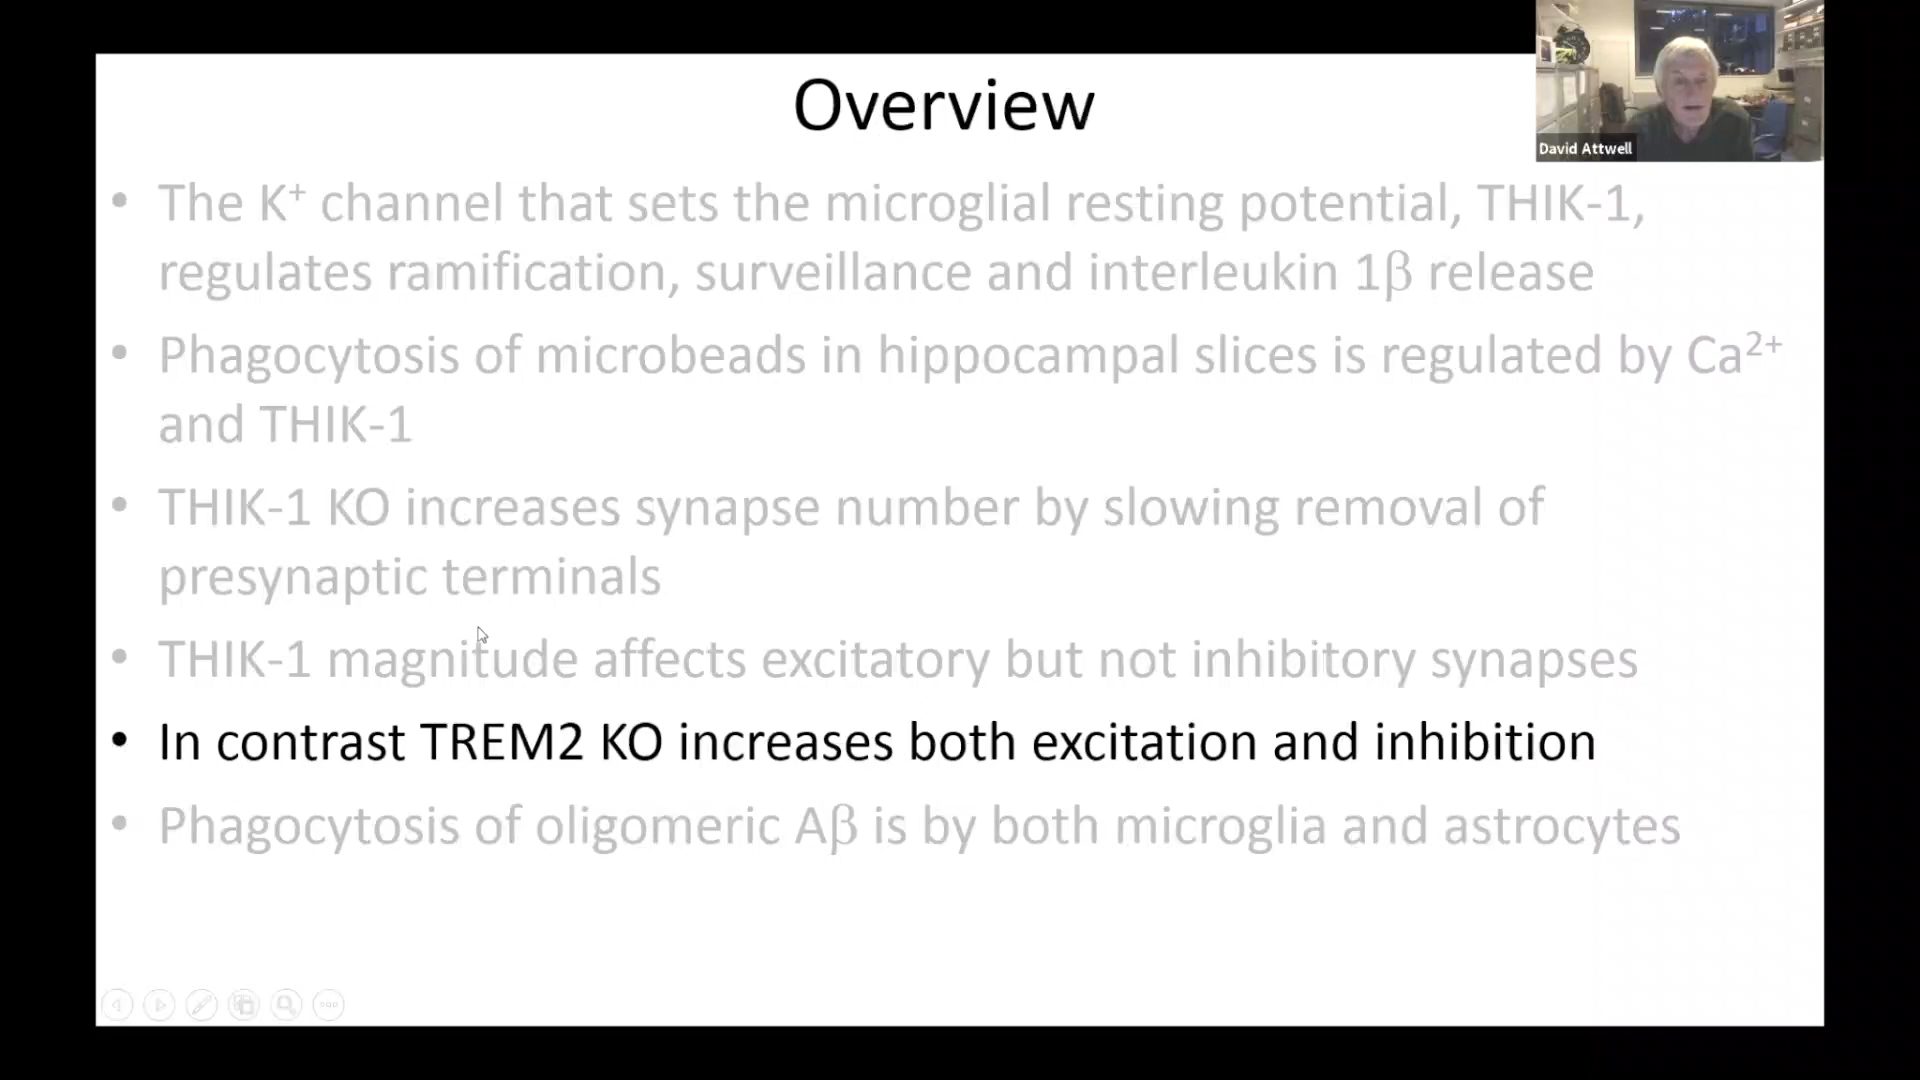 Overview
David Attwell
• The K⁺ channel that sets the microglial resting potential, THIK-1,
regulates ramification, surveillance and interleukin 1β release
• Phagocytosis of microbeads in hippocampal slices is regulated by Ca²⁺
and THIK-1
• THIK-1 KO increases synapse number by slowing removal of
presynaptic terminals
• THIK-1 magnitude affects excitatory but not inhibitory synapses
• In contrast TREM2 KO increases both excitation and inhibition
• Phagocytosis of oligomeric Aβ is by both microglia and astrocytes